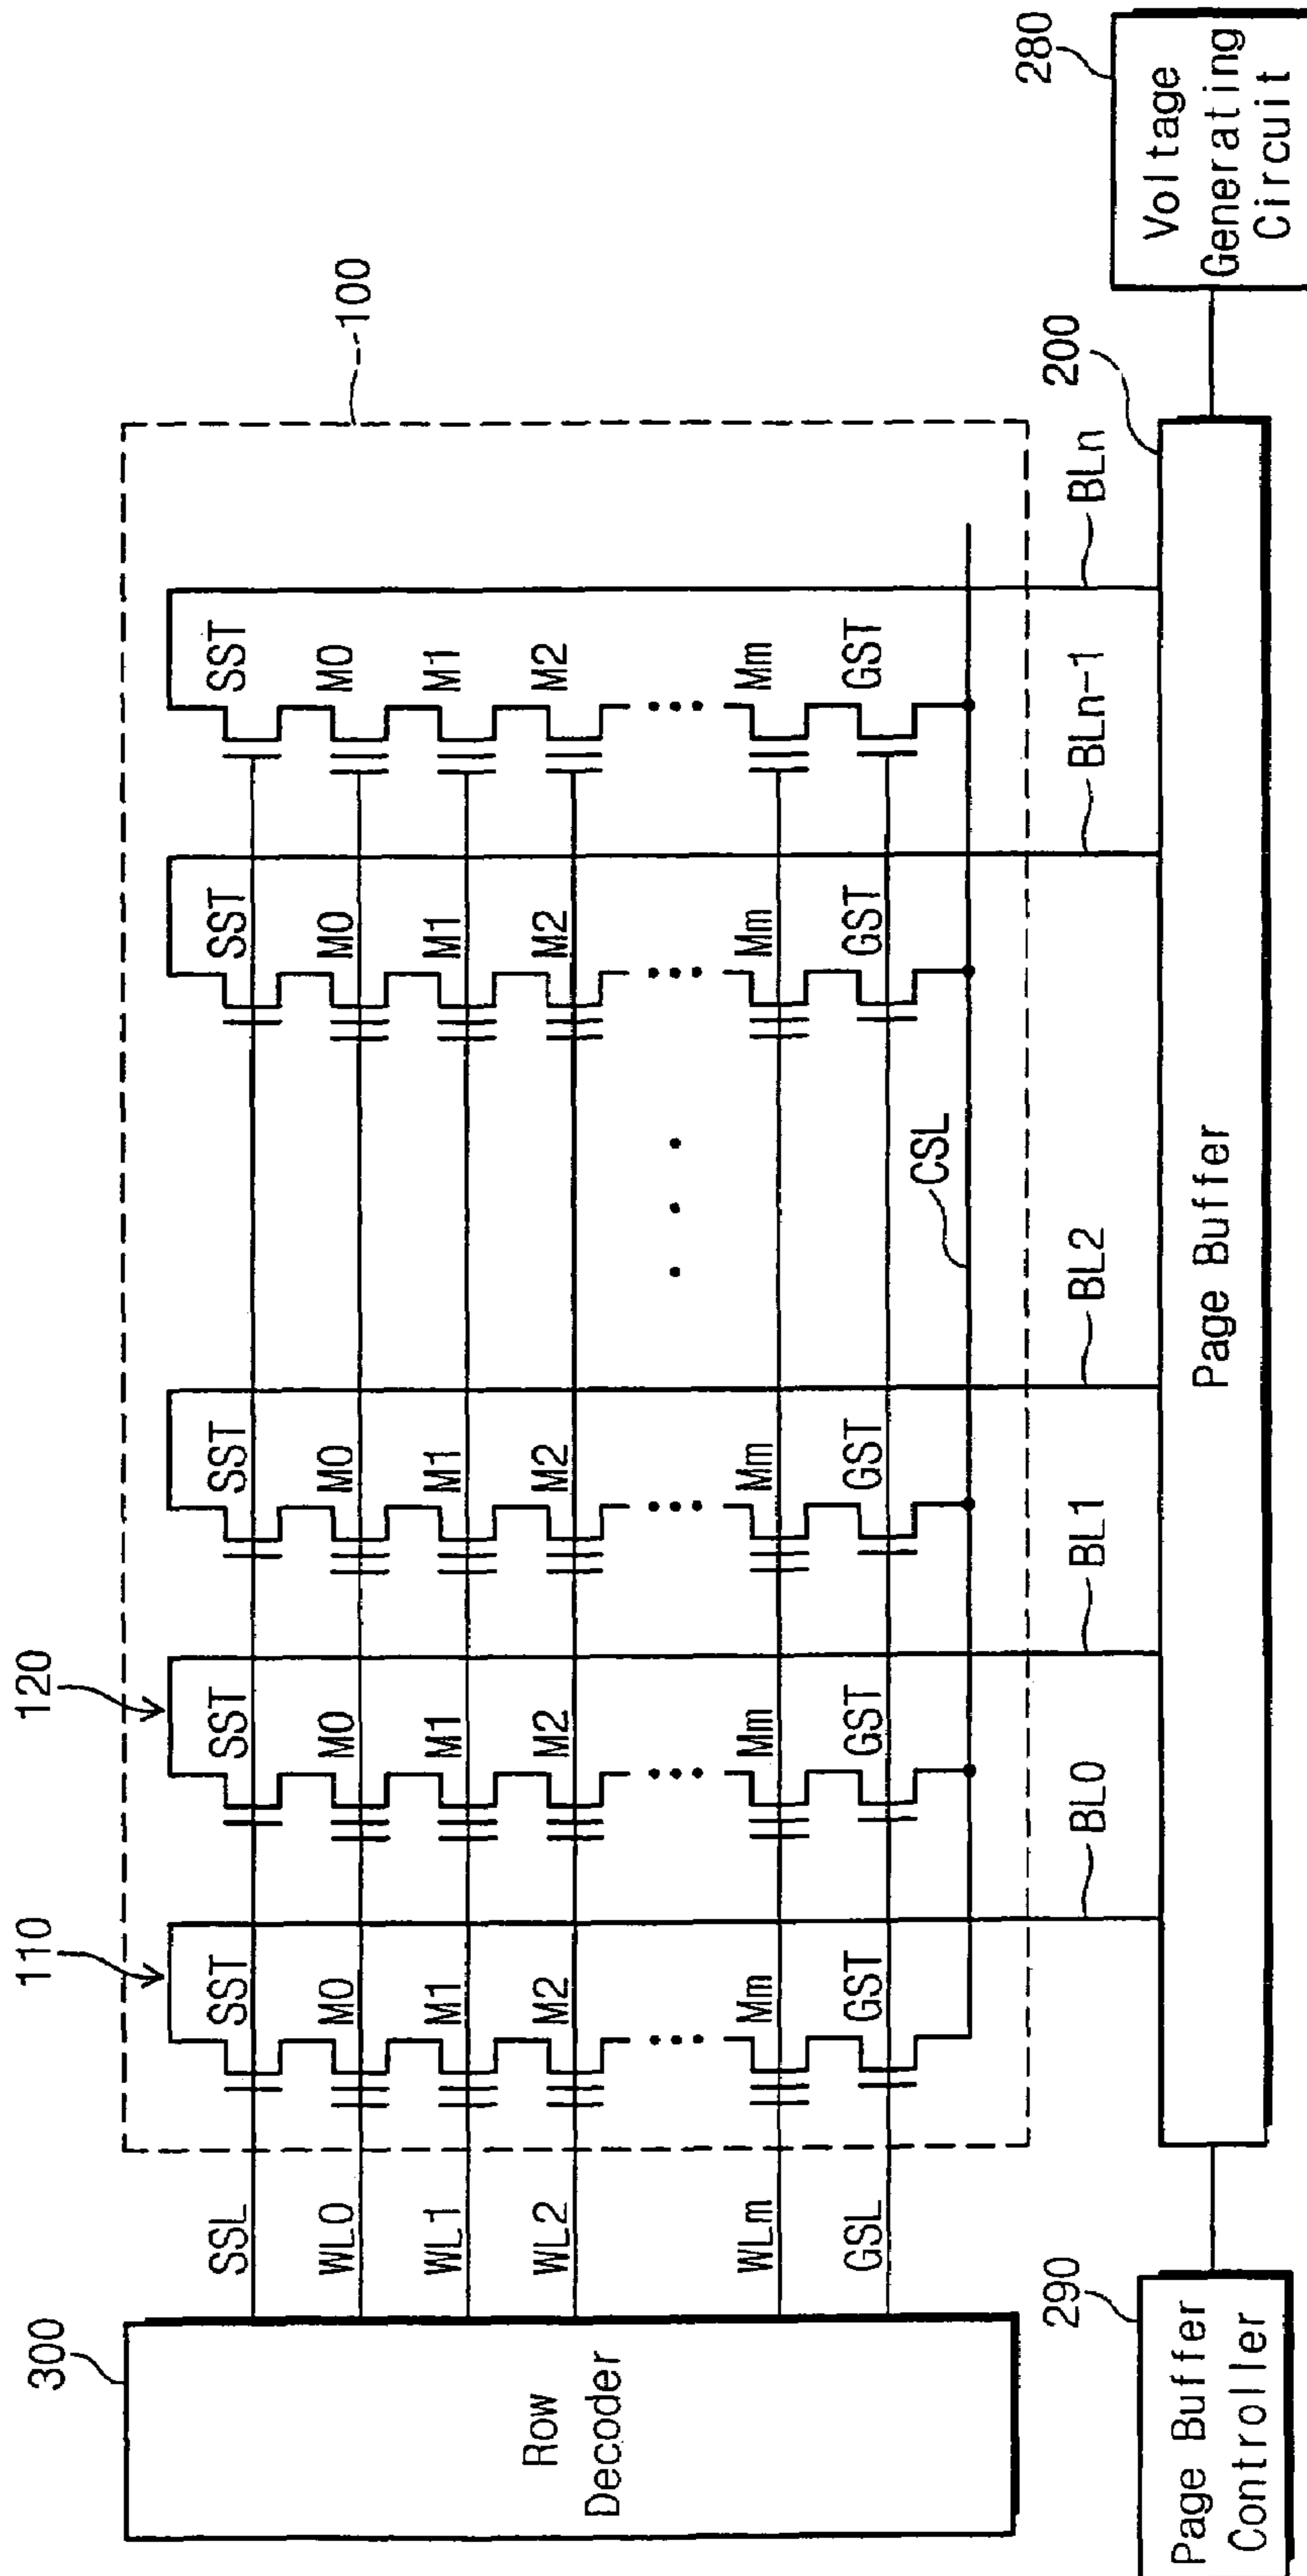 110
120
100
300
Row
Decoder
SSL
SST
SST
SST
SST
SST
WL0
M0
M0
M0
M0
M0
WL1
M1
M1
M1
M1
M1
WL2
M2
M2
M2
M2
M2
WLm
Mm
Mm
Mm
Mm
Mm
GSL
GST
GST
GST
GST
GST
CSL
BL0
BL1
BL2
BLn-1
BLn
290
Page Buffer
Controller
Page Buffer
200
280
Voltage
Generating
Circuit